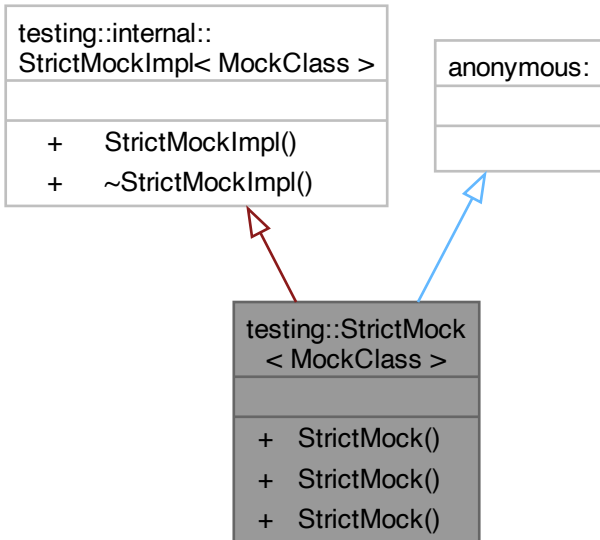 testing::internal::
StrictMockImpl< MockClass >
+ StrictMockImpl()
+ ~StrictMockImpl()
anonymous:
testing::StrictMock
< MockClass >
+ StrictMock()
+ StrictMock()
+ StrictMock()